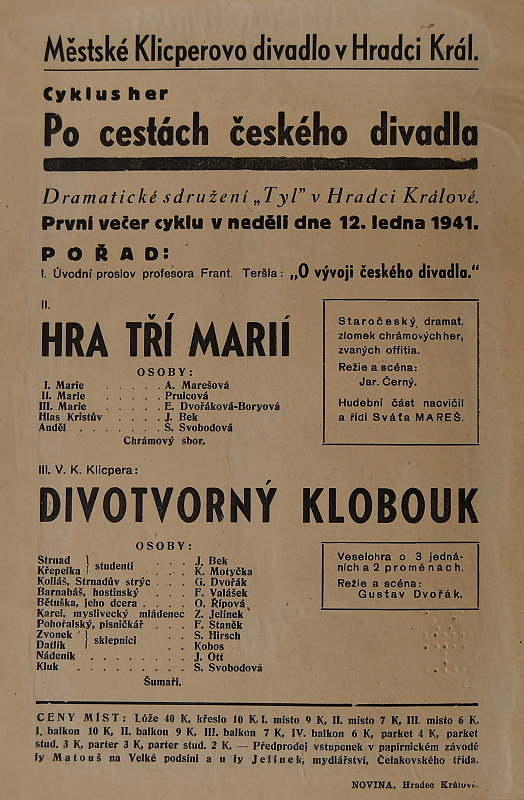 Městské Klicperovo divadlo v Hradci Král.
Cyklus her
Po cestách českého divadla
Dramatické sdružení „Tyl" v Hradci Králové.
První večer cyklu v neděli dne 12. ledna 1941.
POŘAD:
I. Úvodní proslov profesora Frant. Teršla: „O vývoji českého divadla."
II.
HRA TŘÍ MARIÍ
OSOBY:
I. Marie . . . . . A. Marešová
II. Marie . . . . . Pruicová
III. Marie . . . . . E. Dvořáková-Boryová
Hlas Kristův . . . . J. Bek
Anděl . . . . . . . S. Svobodová
Chrámový sbor.
Staročeský dramat.
zlomek chrámových her,
zvaných offitia.
Režie a scéna:
Jar. Černý.
Hudební část nacvičil
a řídí Sváťa MAREŠ.
III. V. K. Klicpera:
DIVOTVORNÝ KLOBOUK
OSOBY:
Strnad } studenti . . . J. Bek
Křepelka } . . . K. Motyčka
Koliáš, Strnadův strýc . . G. Dvořák
Barnabáš, hostinský . . . F. Valášek
Bětuška, jeho dcera . . . O. Řípová
Karel, myslivecký mládenec Z. Jelínek
Pohořalský, písničkář . . F. Staněk
Zvonek } sklepníci . . S. Hirsch
Datlík } . . Kobos
Nádeník . . . . . . . J. Ott
Kluk . . . . . . . . S. Svobodová
Šumaři.
Veselohra o 3 jedná-
ních a 2 proměnách.
Režie a scéna:
Gustav Dvořák.
CENY MÍST: Lóže 40 K, křeslo 10 K, I. místo 9 K, II. místo 7 K, III. místo 6 K,
I. balkon 10 K, II. balkon 9 K, III. balkon 7 K, IV. balkon 6 K, parket 4 K, parket
stud. 3 K, parter 3 K, parter stud. 2 K, — Předprodej vstupenek v papírnickém závodě
fy Matouš na Velké podsíni a u fy Jelínek, mydlářství, Čelakovského třída.
NOVINA, Hradec Králové.